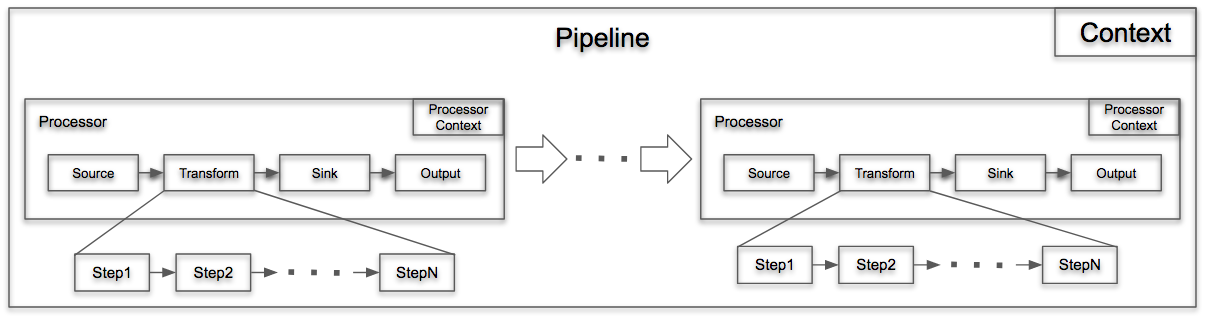 Pipeline
Context
Processor
Processor
Context
Source
Transform
Sink
Output
Step1
Step2
StepN
Processor
Processor
Context
Source
Transform
Sink
Output
Step1
Step2
StepN